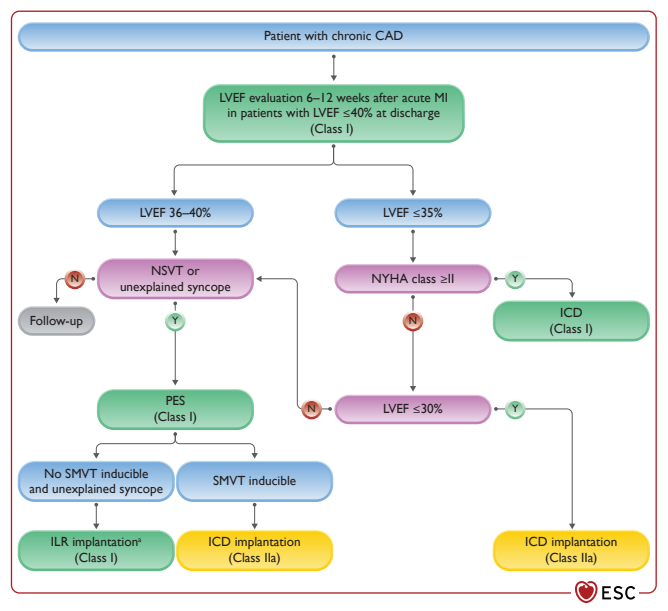 Patient with chronic CAD
LVEF evaluation 6–12 weeks after acute MI
in patients with LVEF ≤40% at discharge
(Class I)
LVEF 36–40%
LVEF ≤35%
N
NSVT or
unexplained syncope
NYHA class ≥II
Y
Follow-up
Y
N
ICD
(Class I)
PES
(Class I)
N
LVEF ≤30%
Y
No SMVT inducible
and unexplained syncope
SMVT inducible
ILR implantationᵃ
(Class I)
ICD implantation
(Class IIa)
ICD implantation
(Class IIa)
ESC